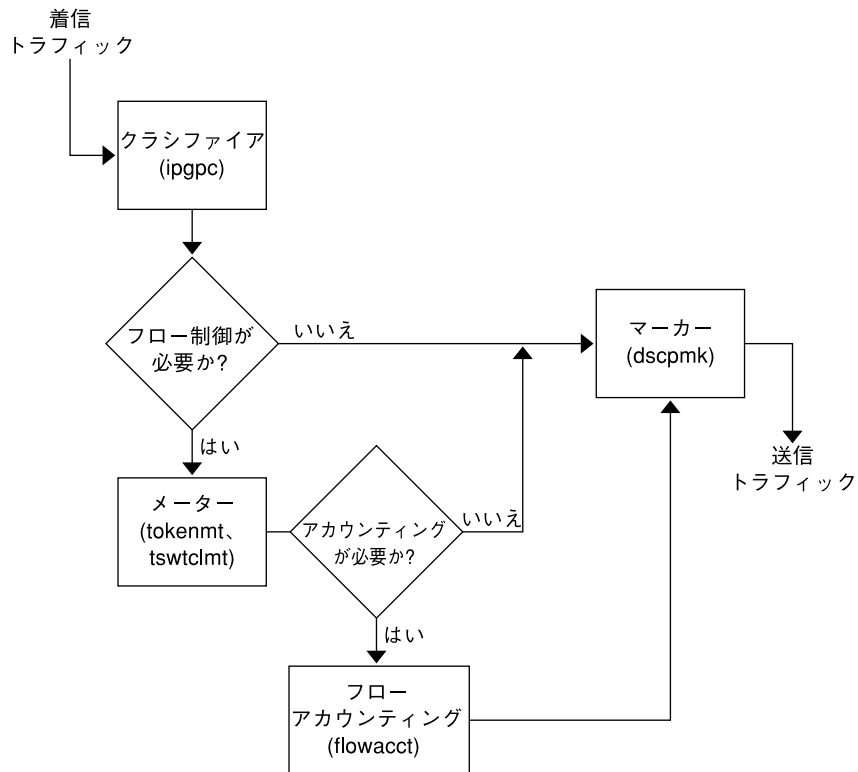 着信
トラフィック
クラシファイア
(ipgpc)
フロー制御が
必要か?
いいえ
マーカー
(dscpmk)
はい
送信
トラフィック
メーター
(tokenmt、
tswtclmt)
アカウンティング
が必要か?
いいえ
はい
フロー
アカウンティング
(flowacct)